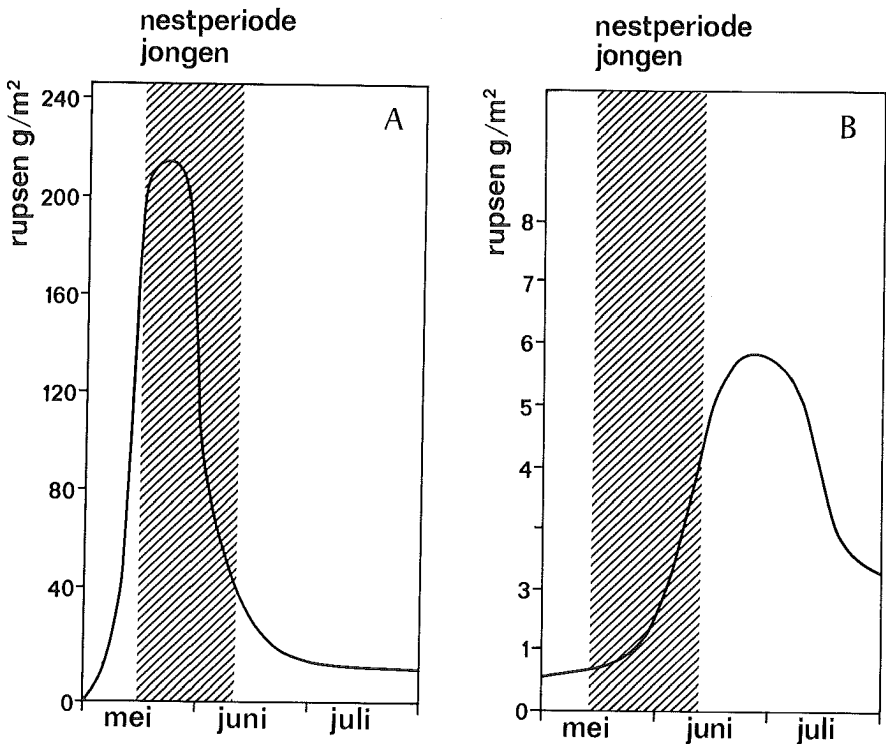 nestperiode
jongen
rupsen g/m²
A
240
200
160
120
80
40
0
mei
juni
juli
nestperiode
jongen
rupsen g/m²
B
8
7
6
5
4
3
1
0
mei
juni
juli